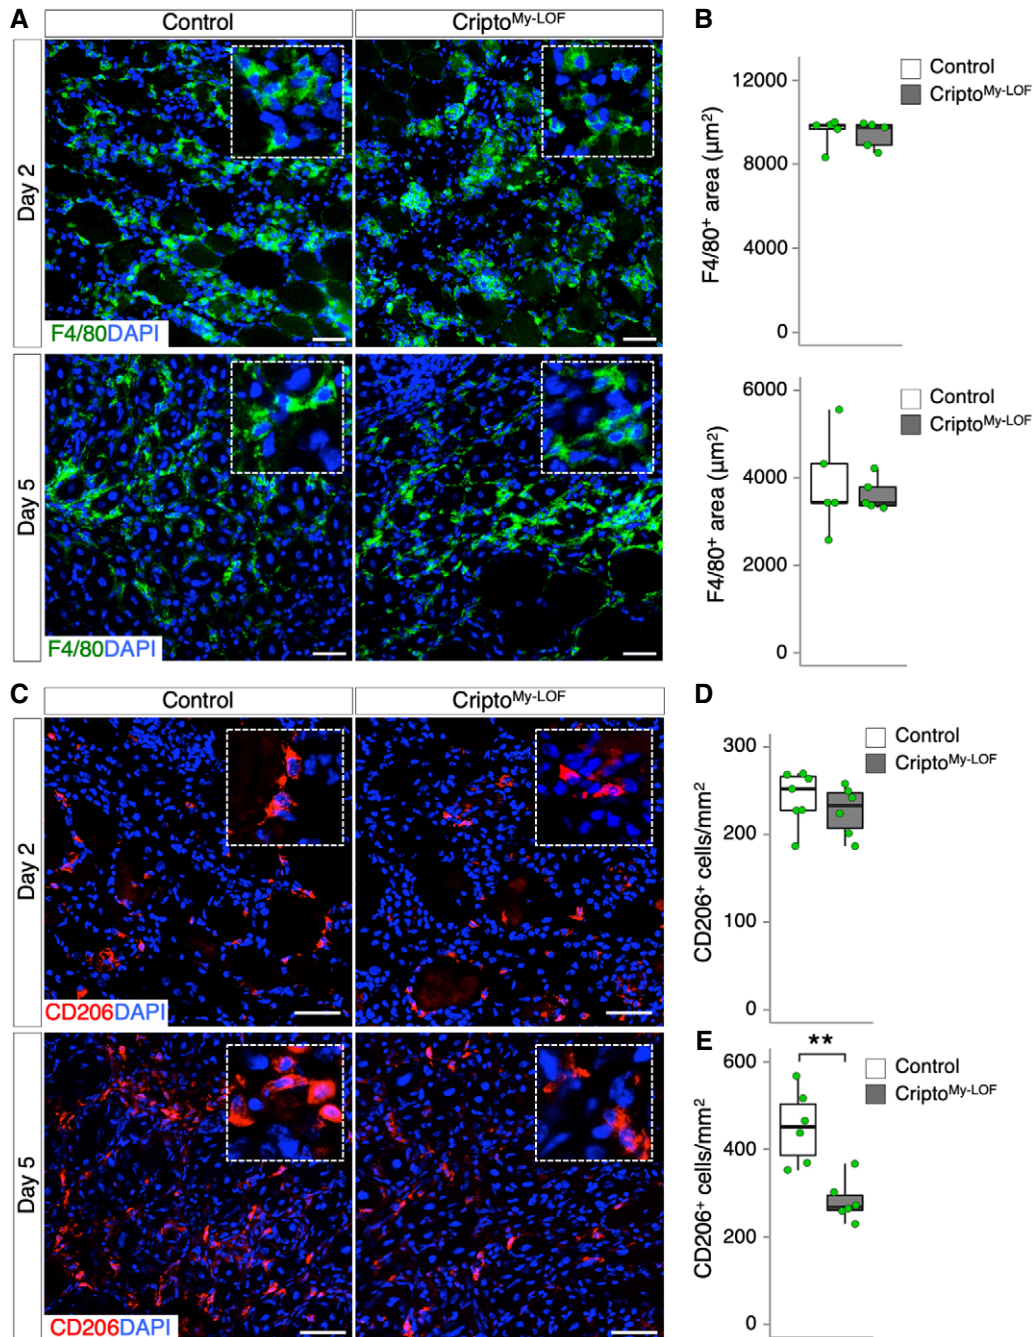 A
Control
Cripto^My-LOF
Day 2
F4/80DAPI
Day 5
F4/80DAPI
B
12000
8000
4000
0
F4/80⁺ area (µm²)
Control
Cripto^My-LOF
6000
4000
2000
0
F4/80⁺ area (µm²)
Control
Cripto^My-LOF
C
Control
Cripto^My-LOF
Day 2
CD206DAPI
Day 5
CD206DAPI
D
300
200
100
0
CD206⁺ cells/mm²
Control
Cripto^My-LOF
E
**
600
400
200
0
CD206⁺ cells/mm²
Control
Cripto^My-LOF